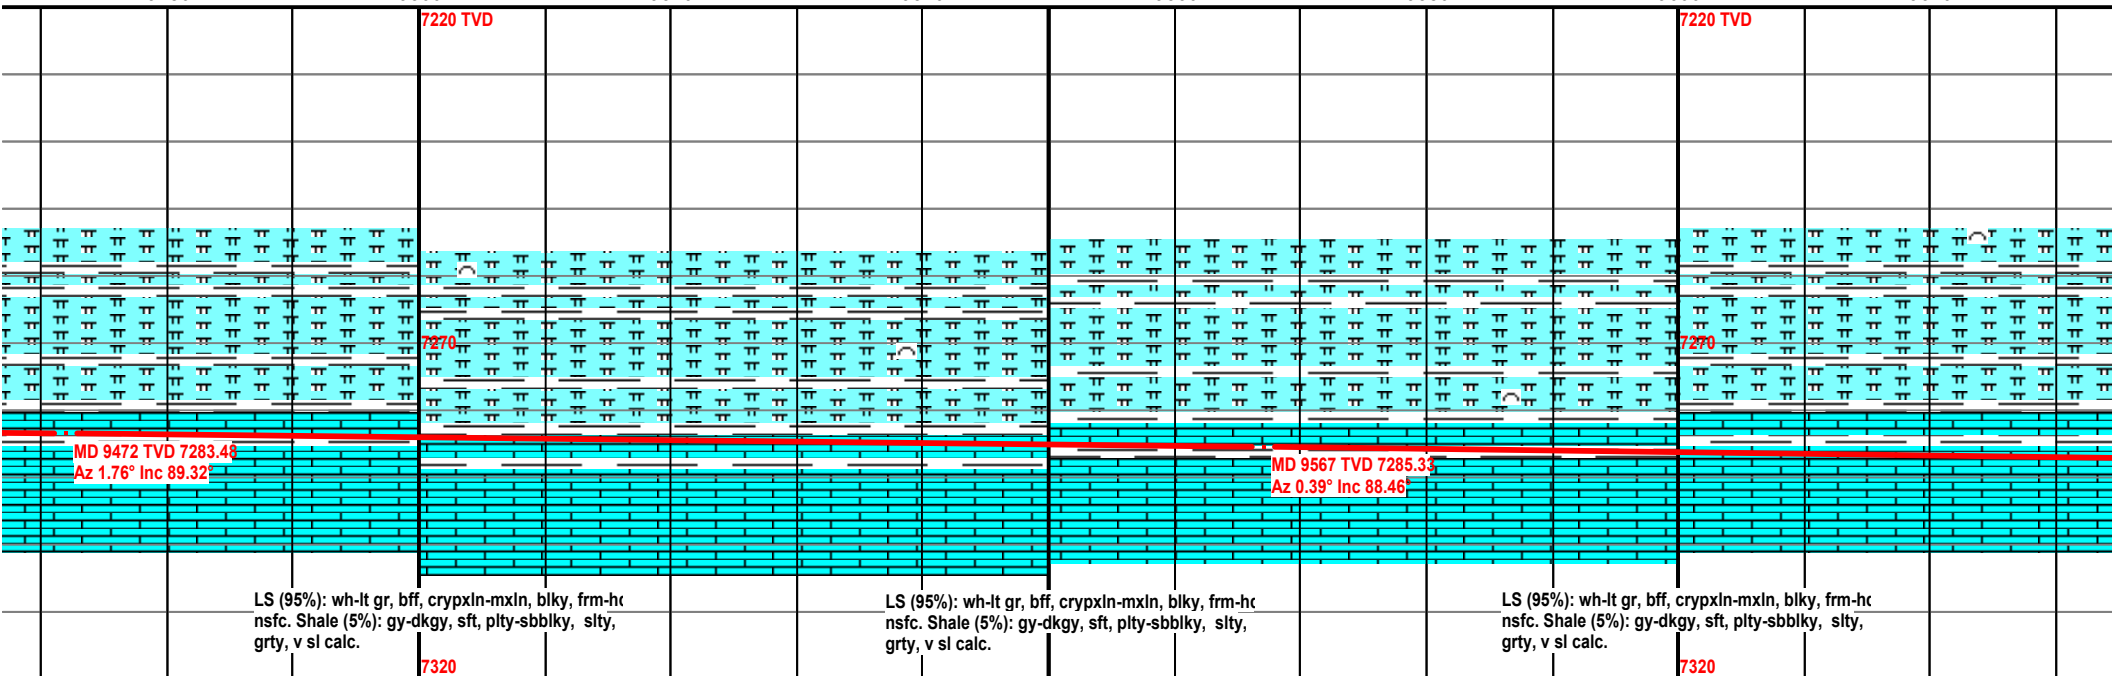 7220 TVD
7220 TVD
7270
7270
MD 9472 TVD 7283.48
Az 1.76° Inc 89.32°
MD 9567 TVD 7285.33
Az 0.39° Inc 88.46°
LS (95%): wh-lt gr, bff, crypxln-mxln, blky, frm-hd
nsfc. Shale (5%): gy-dkgy, sft, plty-sbblky, slty,
grty, v sl calc.
LS (95%): wh-lt gr, bff, crypxln-mxln, blky, frm-hd
nsfc. Shale (5%): gy-dkgy, sft, plty-sbblky, slty,
grty, v sl calc.
LS (95%): wh-lt gr, bff, crypxln-mxln, blky, frm-hd
nsfc. Shale (5%): gy-dkgy, sft, plty-sbblky, slty,
grty, v sl calc.
7320
7320